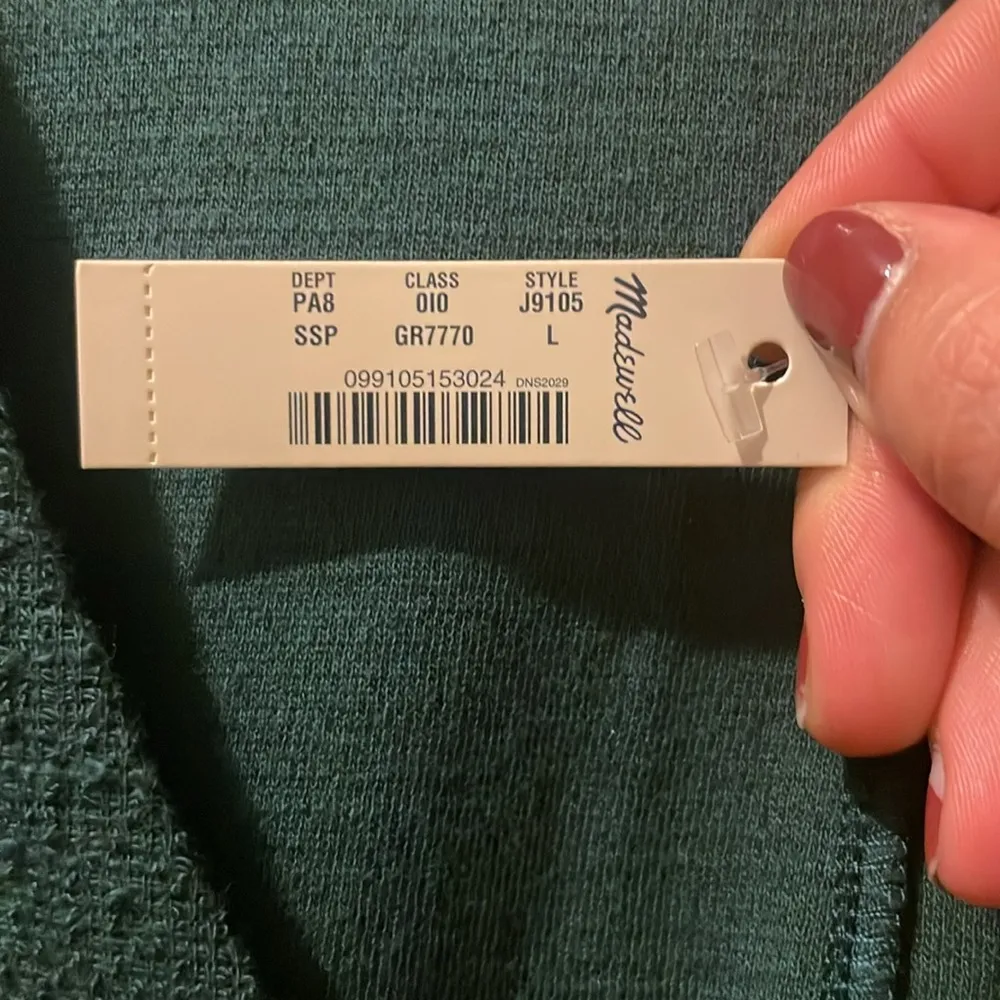 DEPT CLASS STYLE
PA8 010 J9105
SSP GR7770 L
099105153024 DNS2029
Madewell